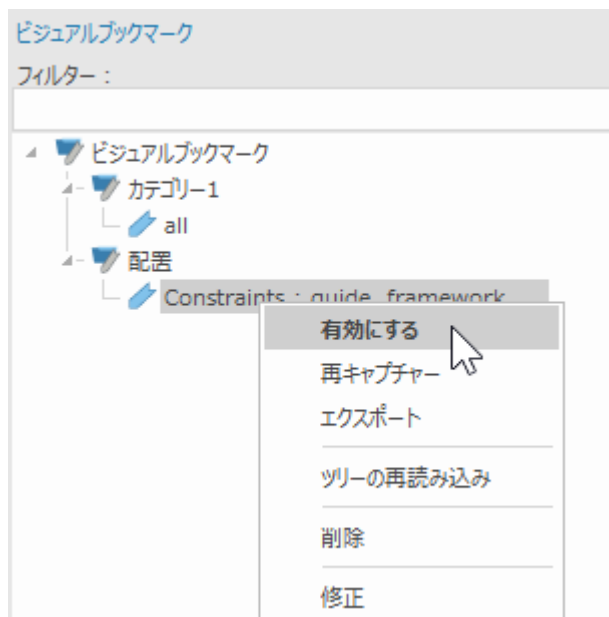 ビジュアルブックマーク
フィルター：
ビジュアルブックマーク
カテゴリー1
all
配置
Constraints : guide_framework
有効にする
再キャプチャー
エクスポート
ツリーの再読み込み
削除
修正